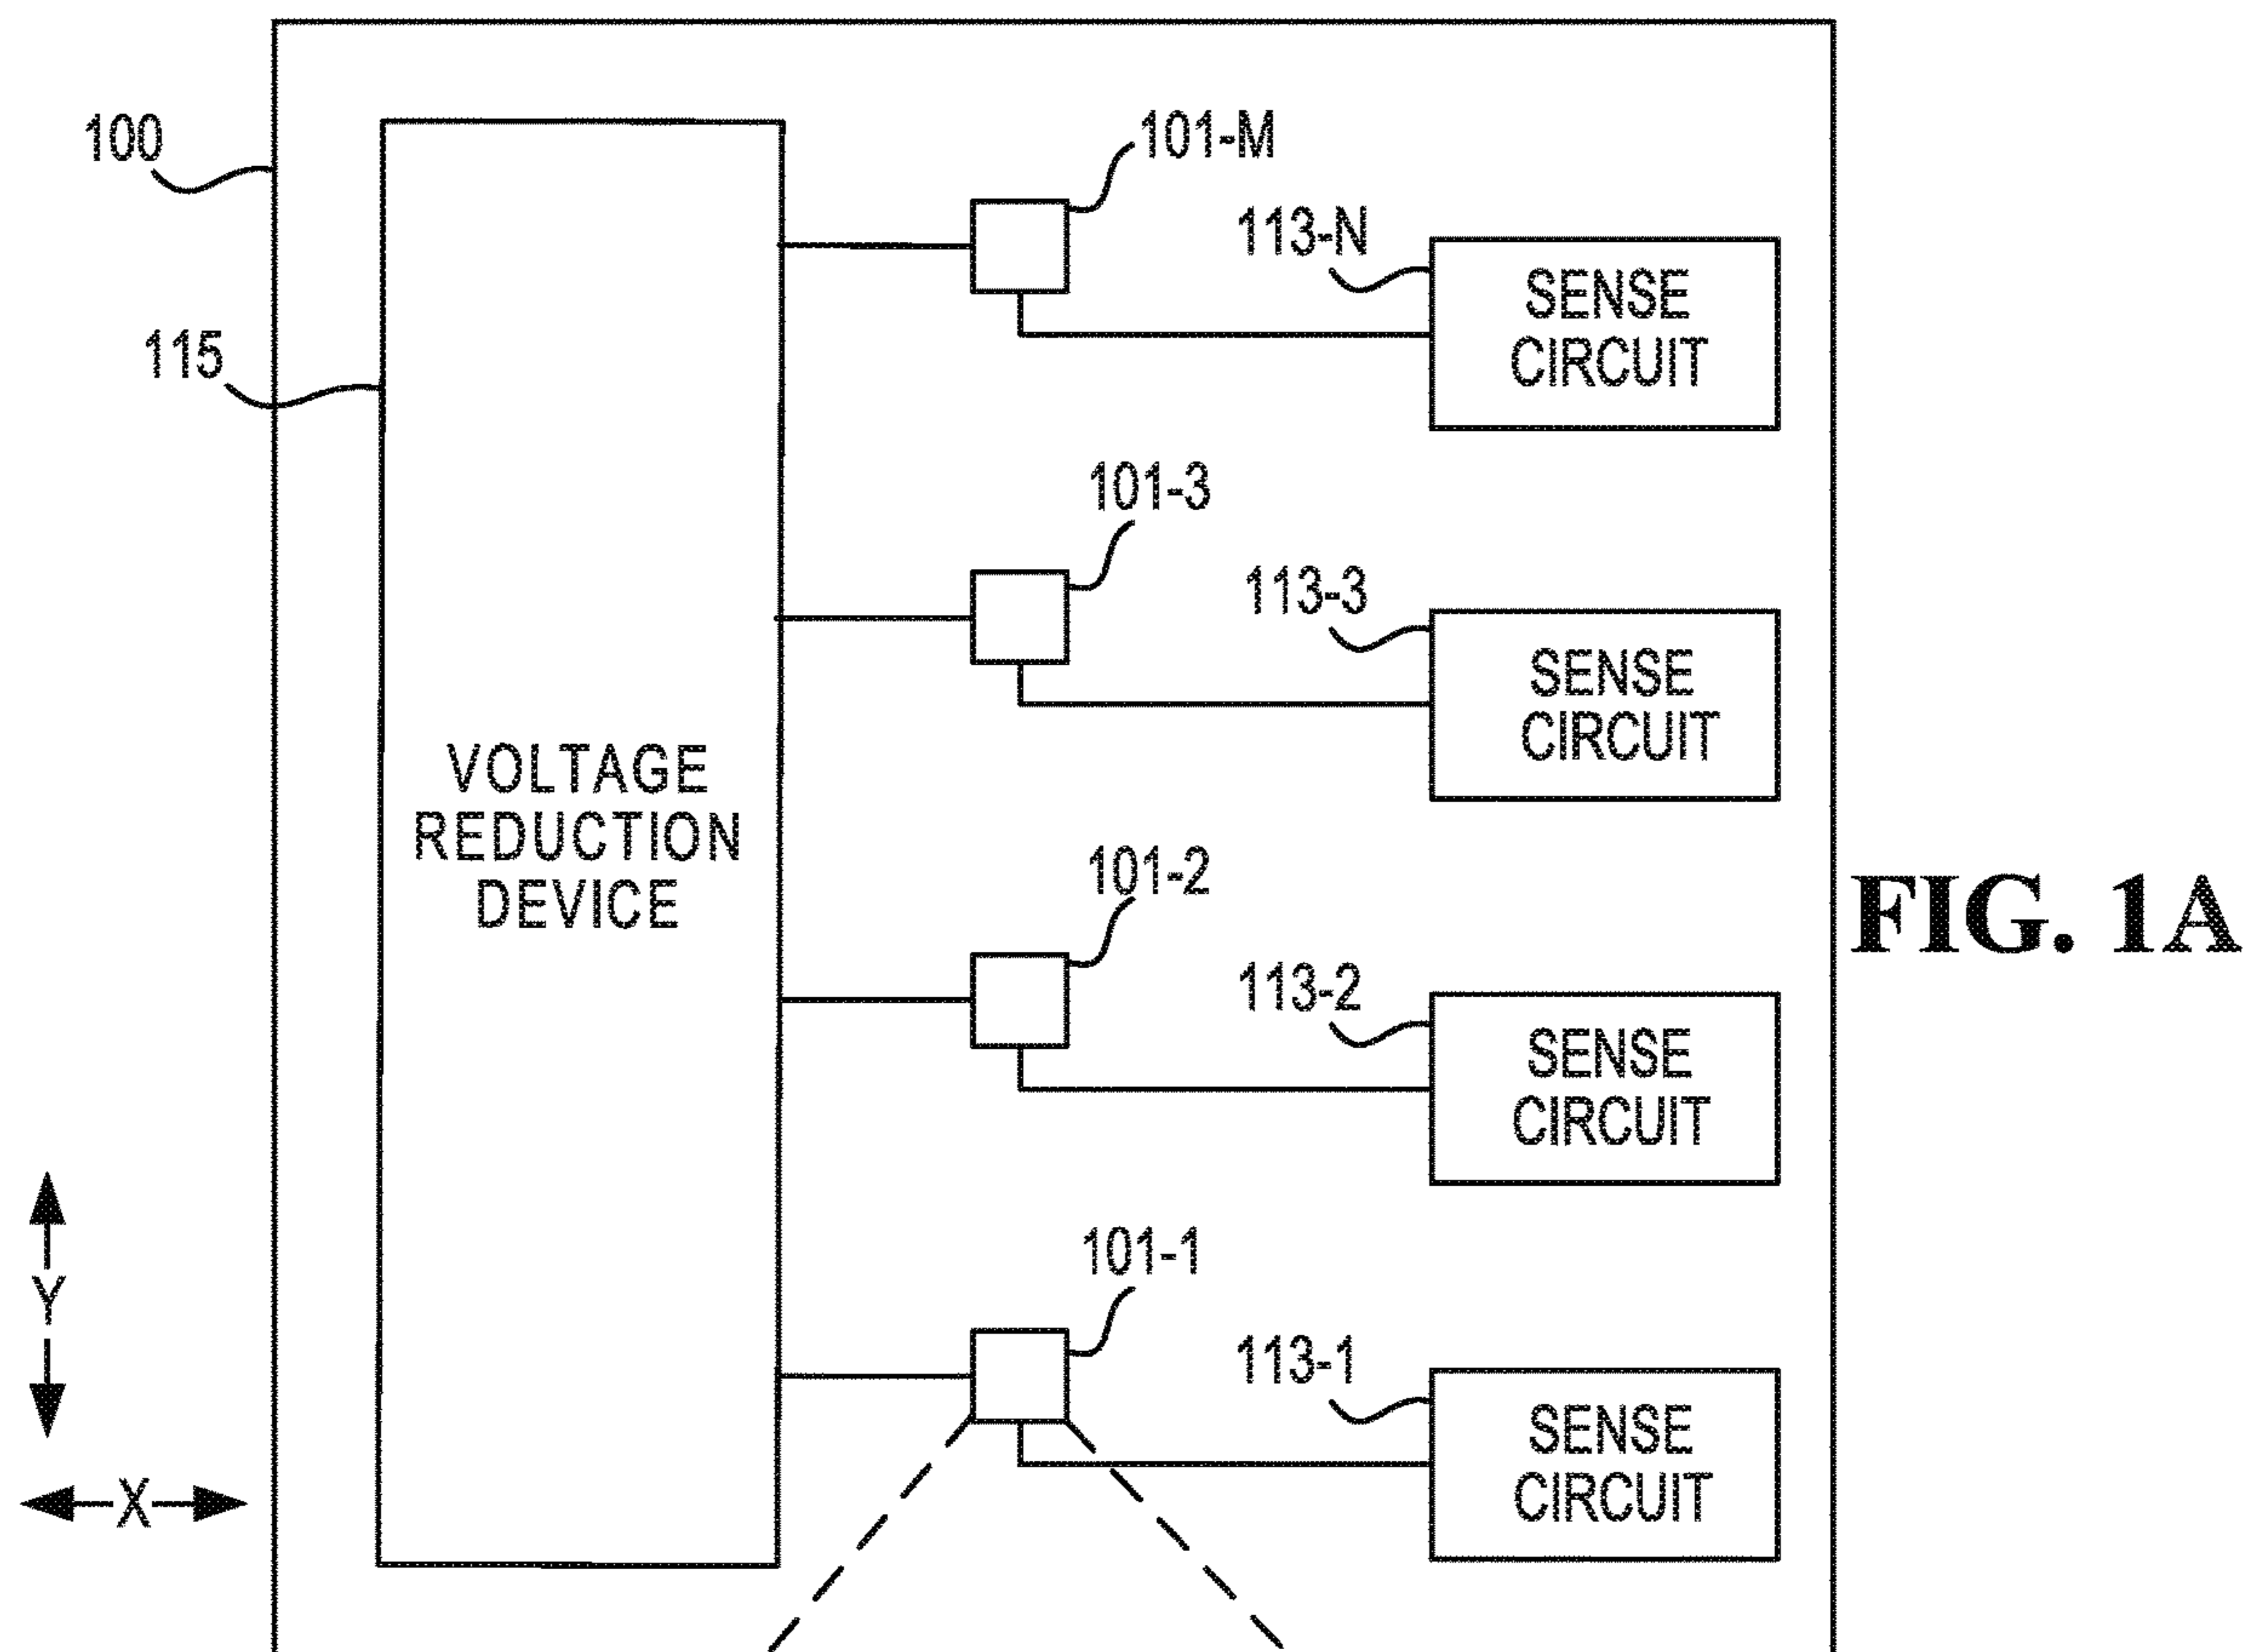 100
101-M
113-N
SENSE
CIRCUIT
115
101-3
113-3
SENSE
CIRCUIT
VOLTAGE
REDUCTION
DEVICE
101-2
113-2
SENSE
CIRCUIT
FIG. 1A
101-1
113-1
SENSE
CIRCUIT
Y
X